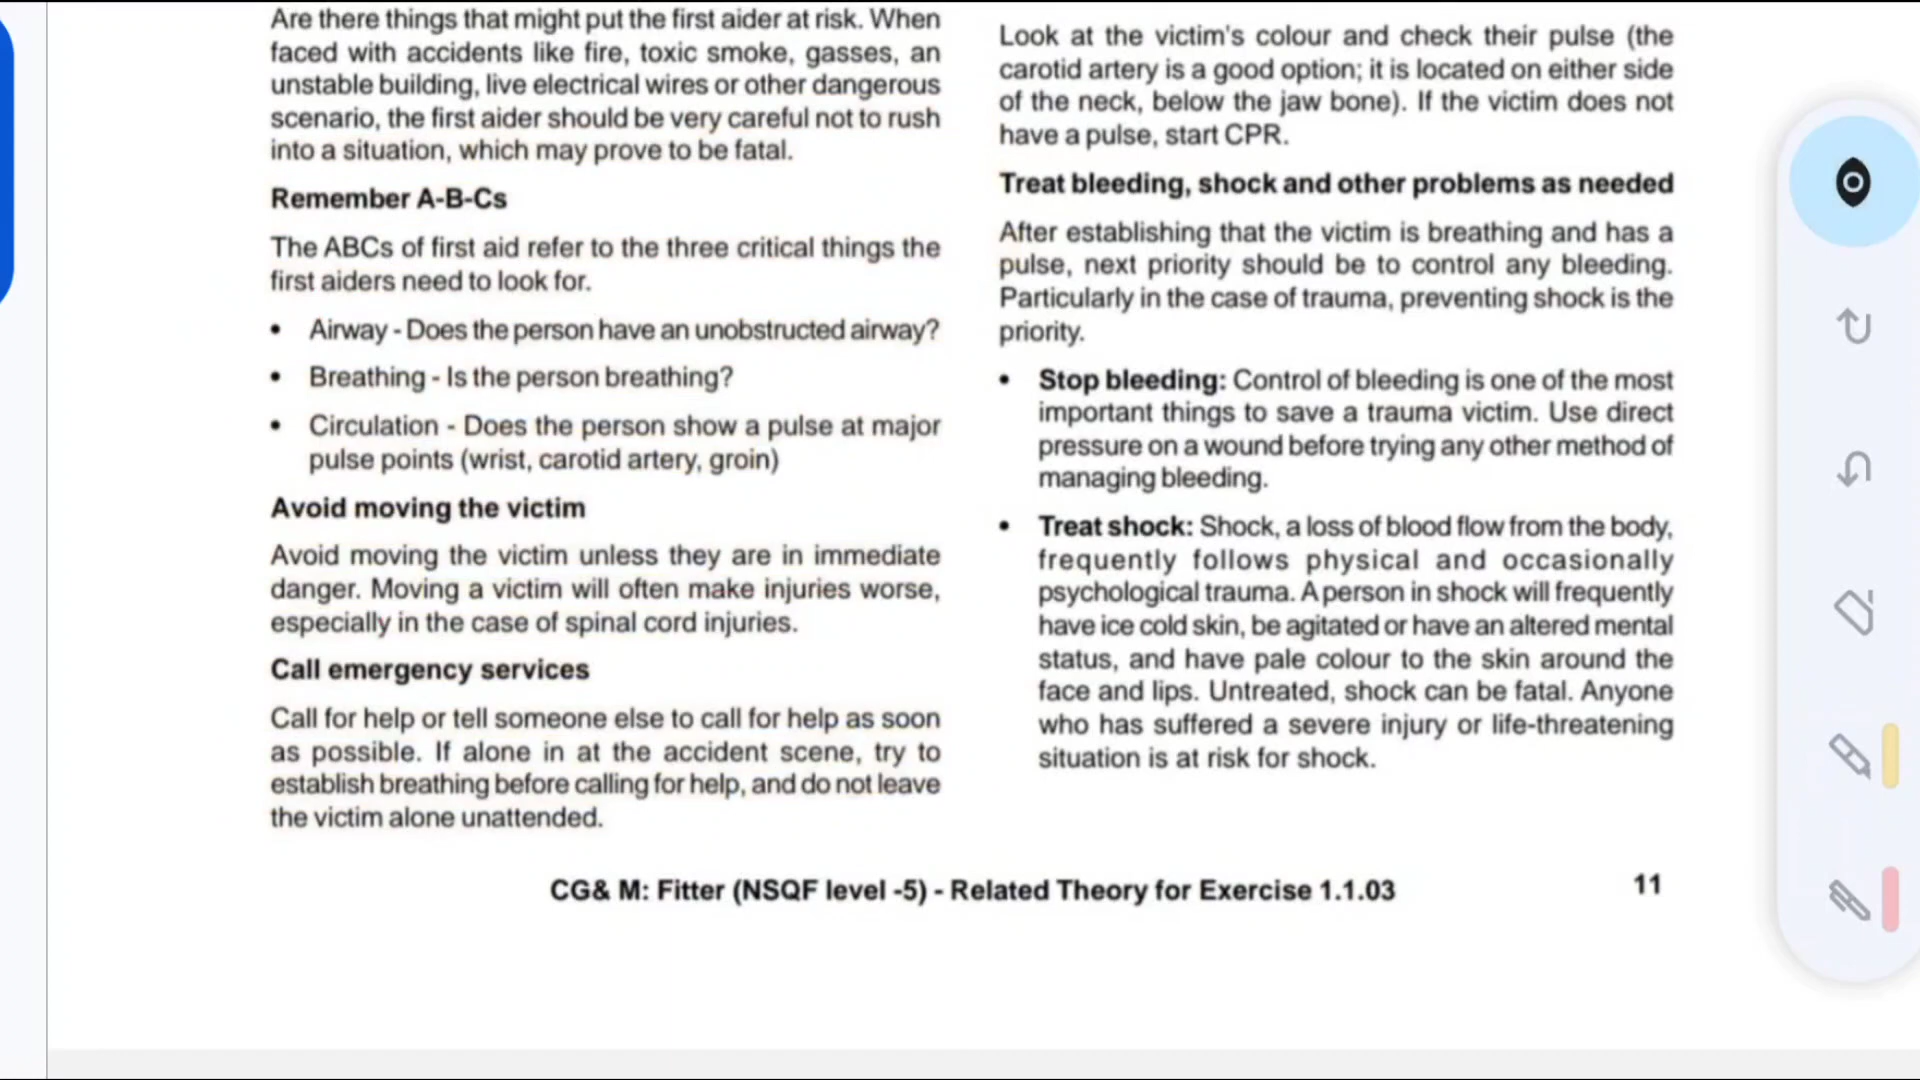 Are there things that might put the first aider at risk. When
faced with accidents like fire, toxic smoke, gasses, an
unstable building, live electrical wires or other dangerous
scenario, the first aider should be very careful not to rush
into a situation, which may prove to be fatal.
Remember A-B-Cs
The ABCs of first aid refer to the three critical things the
first aiders need to look for.
• Airway - Does the person have an unobstructed airway?
• Breathing - Is the person breathing?
• Circulation - Does the person show a pulse at major
pulse points (wrist, carotid artery, groin)
Avoid moving the victim
Avoid moving the victim unless they are in immediate
danger. Moving a victim will often make injuries worse,
especially in the case of spinal cord injuries.
Call emergency services
Call for help or tell someone else to call for help as soon
as possible. If alone in at the accident scene, try to
establish breathing before calling for help, and do not leave
the victim alone unattended.
Look at the victim's colour and check their pulse (the
carotid artery is a good option; it is located on either side
of the neck, below the jaw bone). If the victim does not
have a pulse, start CPR.
Treat bleeding, shock and other problems as needed
After establishing that the victim is breathing and has a
pulse, next priority should be to control any bleeding.
Particularly in the case of trauma, preventing shock is the
priority.
• Stop bleeding: Control of bleeding is one of the most
important things to save a trauma victim. Use direct
pressure on a wound before trying any other method of
managing bleeding.
• Treat shock: Shock, a loss of blood flow from the body,
frequently follows physical and occasionally
psychological trauma. A person in shock will frequently
have ice cold skin, be agitated or have an altered mental
status, and have pale colour to the skin around the
face and lips. Untreated, shock can be fatal. Anyone
who has suffered a severe injury or life-threatening
situation is at risk for shock.
CG& M: Fitter (NSQF level -5) - Related Theory for Exercise 1.1.03
11